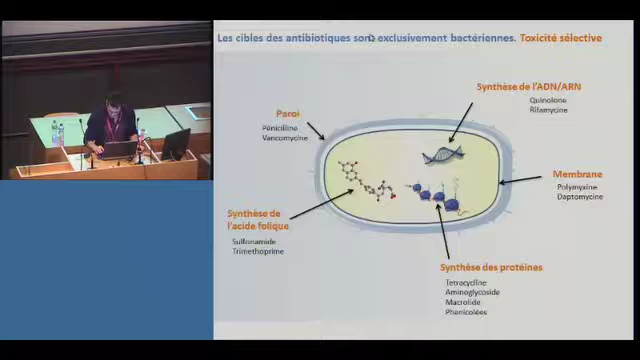 Les cibles des antibiotiques sont exclusivement bactériennes. Toxicité sélective
Synthèse de l'ADN/ARN
Quinolone
Rifamycine
Paroi
Pénicilline
Vancomycine
Membrane
Polymyxine
Daptomycine
Synthèse de
l'acide folique
Sulfonamide
Trimethoprime
Synthèse des protéines
Tetracycline
Aminoglycoside
Macrolide
Phenicolées